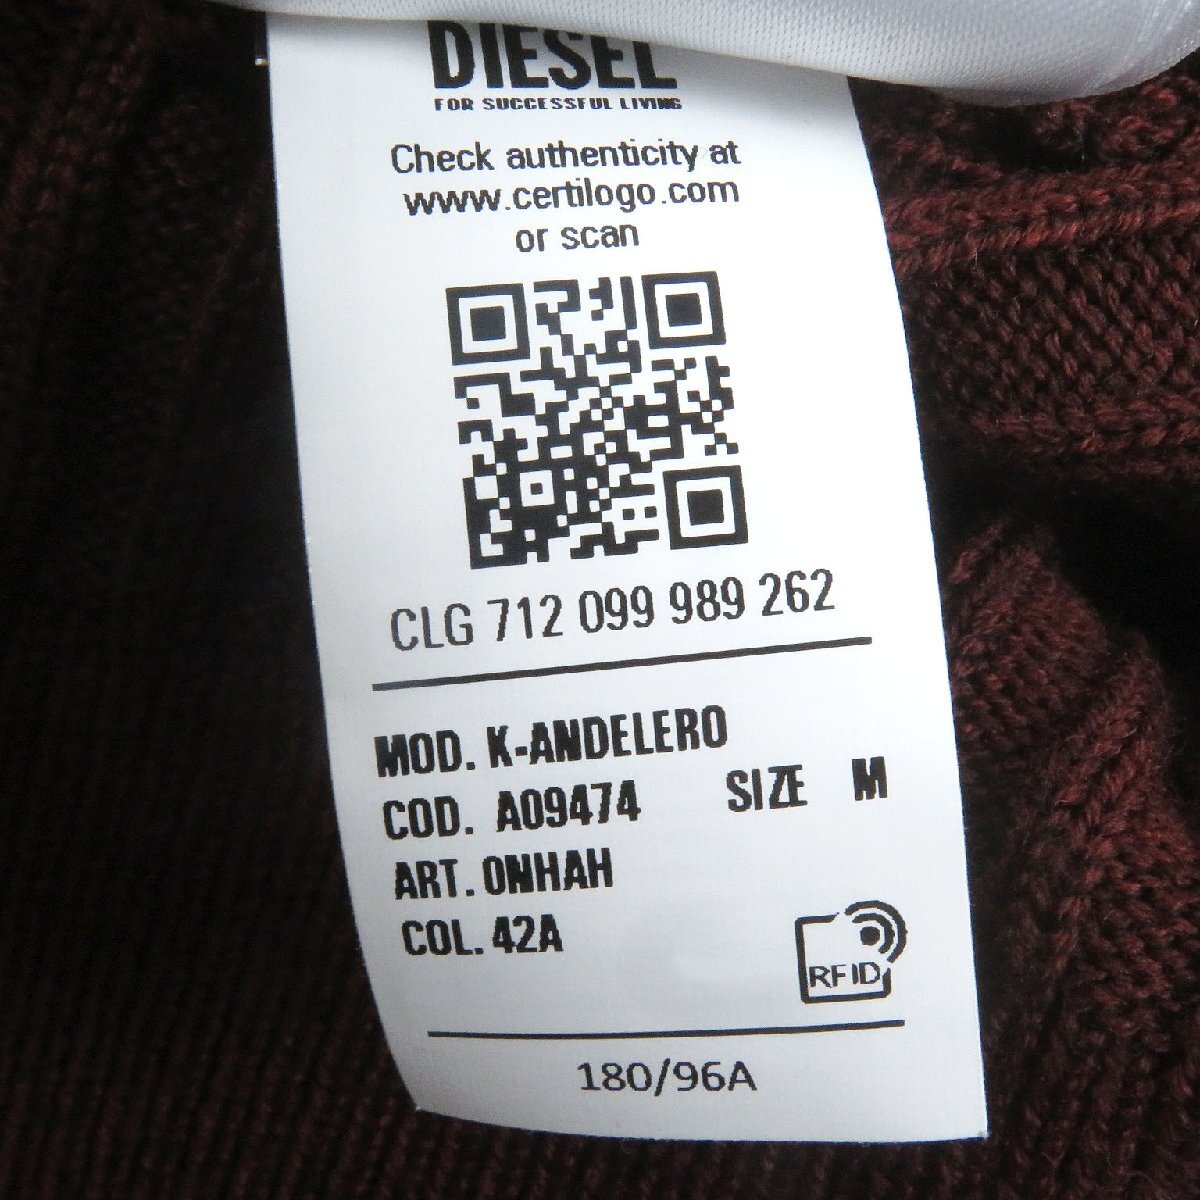 DIESEL
FOR SUCCESSFUL LIVING
Check authenticity at
www.certilogo.com
or scan
CLG 712 099 989 262
MOD. K-ANDELERO
COD. A09474 SIZE M
ART. 0NHAH
COL. 42A
RFID
180/96A